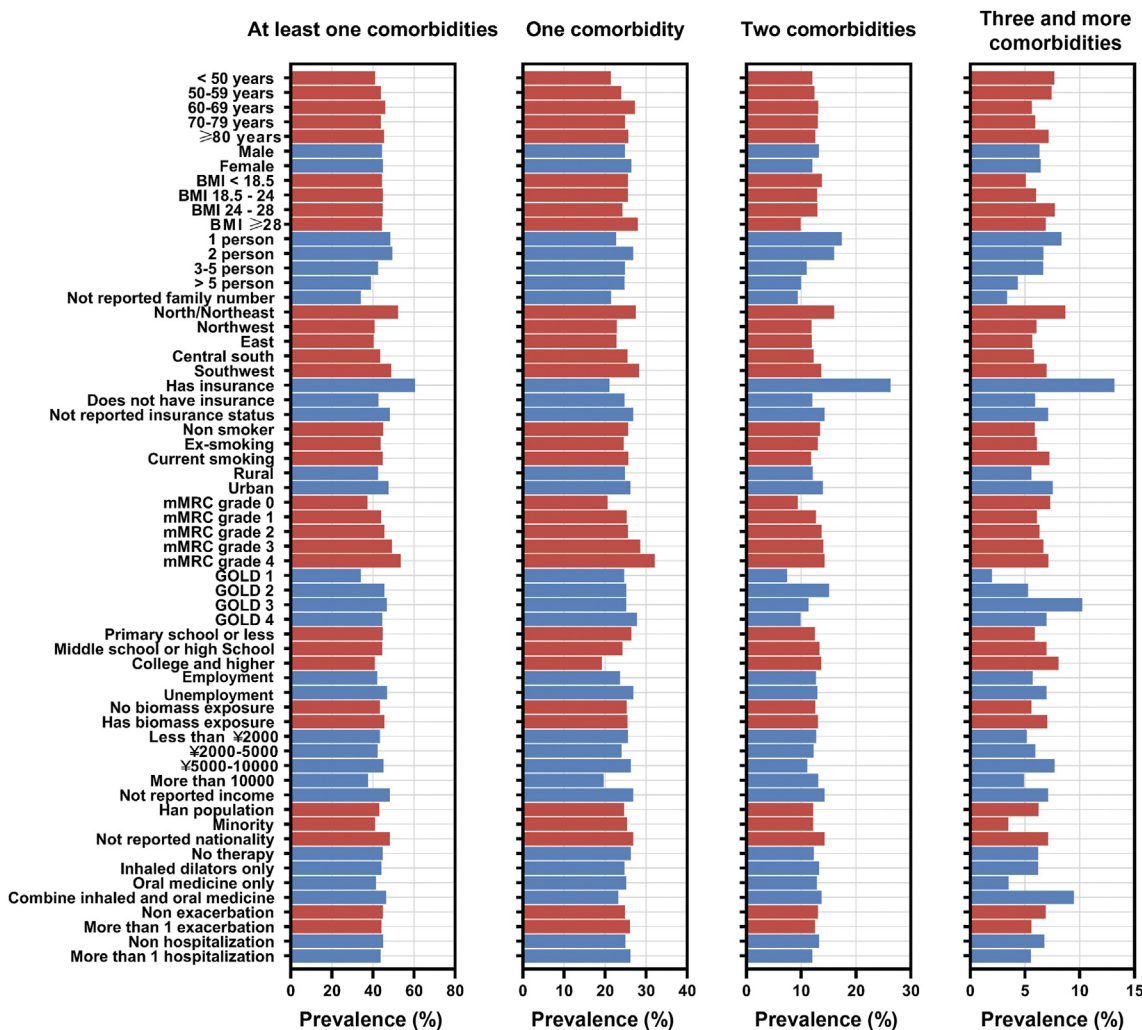 At least one comorbidities
One comorbidity
Two comorbidities
Three and more
comorbidities
< 50 years
50-59 years
60-69 years
70-79 years
⩾80 years
Male
Female
BMI < 18.5
BMI 18.5 - 24
BMI 24 - 28
BMI ⩾28
1 person
2 person
3-5 person
> 5 person
Not reported family number
North/Northeast
Northwest
East
Central south
Southwest
Has insurance
Does not have insurance
Not reported insurance status
Non smoker
Ex-smoking
Current smoking
Rural
Urban
mMRC grade 0
mMRC grade 1
mMRC grade 2
mMRC grade 3
mMRC grade 4
GOLD 1
GOLD 2
GOLD 3
GOLD 4
Primary school or less
Middle school or high School
College and higher
Employment
Unemployment
No biomass exposure
Has biomass exposure
Less than ¥2000
¥2000-5000
¥5000-10000
More than 10000
Not reported income
Han population
Minority
Not reported nationality
No therapy
Inhaled dilators only
Oral medicine only
Combine inhaled and oral medicine
Non exacerbation
More than 1 exacerbation
Non hospitalization
More than 1 hospitalization
0 20 40 60 80
0 10 20 30 40
0 10 20 30
0 5 10 15
Prevalence (%)
Prevalence (%)
Prevalence (%)
Prevalence (%)